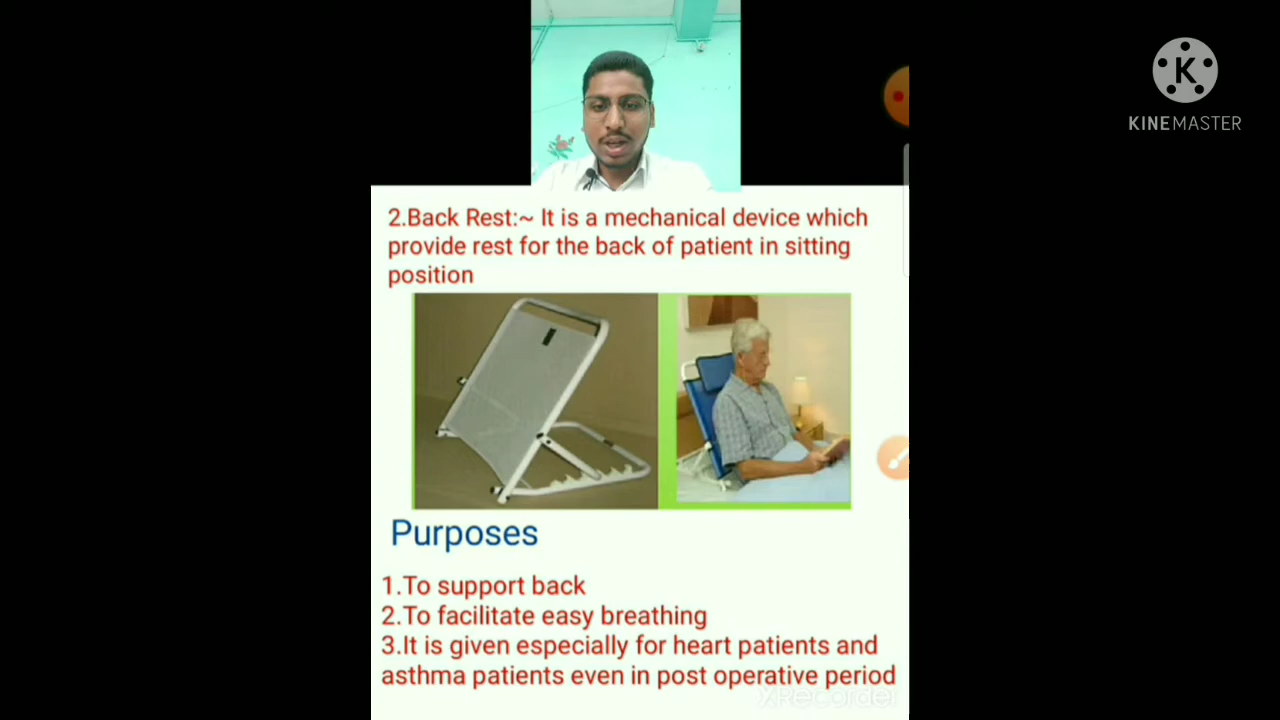 K
KINEMASTER
2.Back Rest:~ It is a mechanical device which
provide rest for the back of patient in sitting
position
Purposes
1.To support back
2.To facilitate easy breathing
3.It is given especially for heart patients and
asthma patients even in post operative period
XRecorder